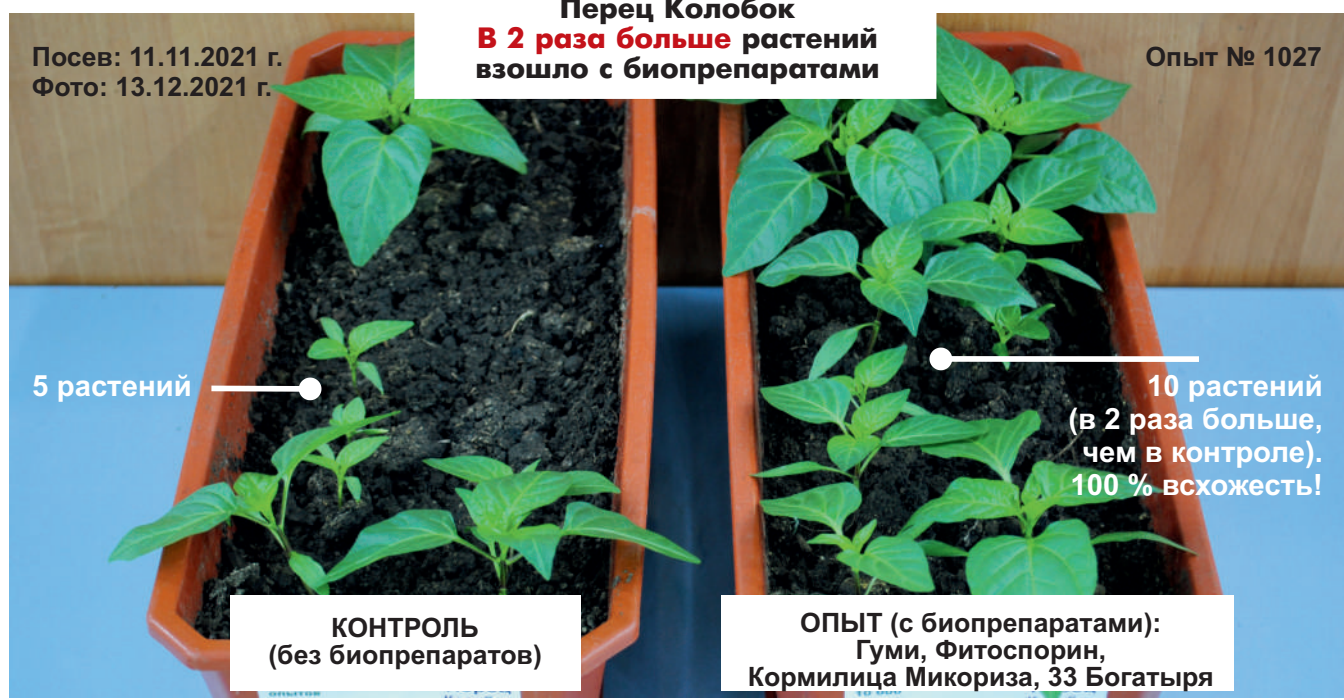 Перец Колобок
В 2 раза больше растений
взошло с биопрепаратами
Посев: 11.11.2021 г.
Фото: 13.12.2021 г.
Опыт № 1027
5 растений
10 растений
(в 2 раза больше,
чем в контроле).
100 % всхожесть!
КОНТРОЛЬ
(без биопрепаратов)
ОПЫТ (с биопрепаратами):
Гуми, Фитоспорин,
Кормилица Микориза, 33 Богатыря